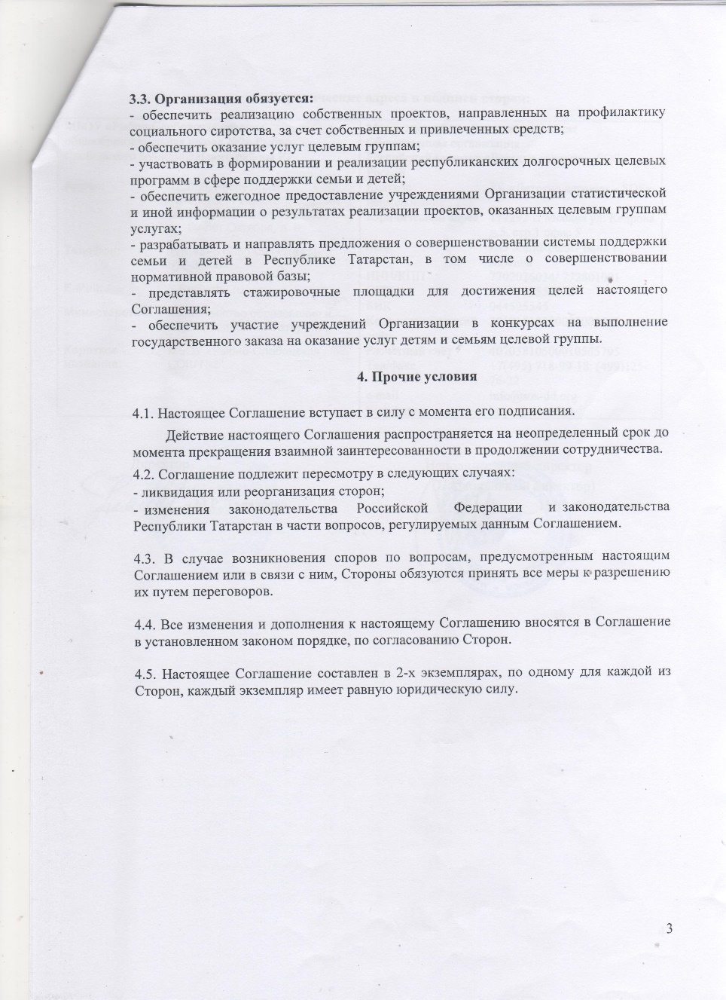 3.3. Организация обязуется:
- обеспечить реализацию собственных проектов, направленных на профилактику
социального сиротства, за счет собственных и привлеченных средств;
- обеспечить оказание услуг целевым группам;
- участвовать в формировании и реализации республиканских долгосрочных целевых
программ в сфере поддержки семьи и детей;
- обеспечить ежегодное предоставление учреждениями Организации статистической
и иной информации о результатах реализации проектов, оказанных целевым группам
услугах;
- разрабатывать и направлять предложения о совершенствовании системы поддержки
семьи и детей в Республике Татарстан, в том числе о совершенствовании
нормативной правовой базы;
- представлять стажировочные площадки для достижения целей настоящего
Соглашения;
- обеспечить участие учреждений Организации в конкурсах на выполнение
государственного заказа на оказание услуг детям и семьям целевой группы.
4. Прочие условия
4.1. Настоящее Соглашение вступает в силу с момента его подписания.
Действие настоящего Соглашения распространяется на неопределенный срок до
момента прекращения взаимной заинтересованности в продолжении сотрудничества.
4.2. Соглашение подлежит пересмотру в следующих случаях:
- ликвидация или реорганизация сторон;
- изменения законодательства Российской Федерации и законодательства
Республики Татарстан в части вопросов, регулируемых данным Соглашением.
4.3. В случае возникновения споров по вопросам, предусмотренным настоящим
Соглашением или в связи с ним, Стороны обязуются принять все меры к разрешению
их путем переговоров.
4.4. Все изменения и дополнения к настоящему Соглашению вносятся в Соглашение
в установленном законом порядке, по согласованию Сторон.
4.5. Настоящее Соглашение составлен в 2-х экземплярах, по одному для каждой из
Сторон, каждый экземпляр имеет равную юридическую силу.
3